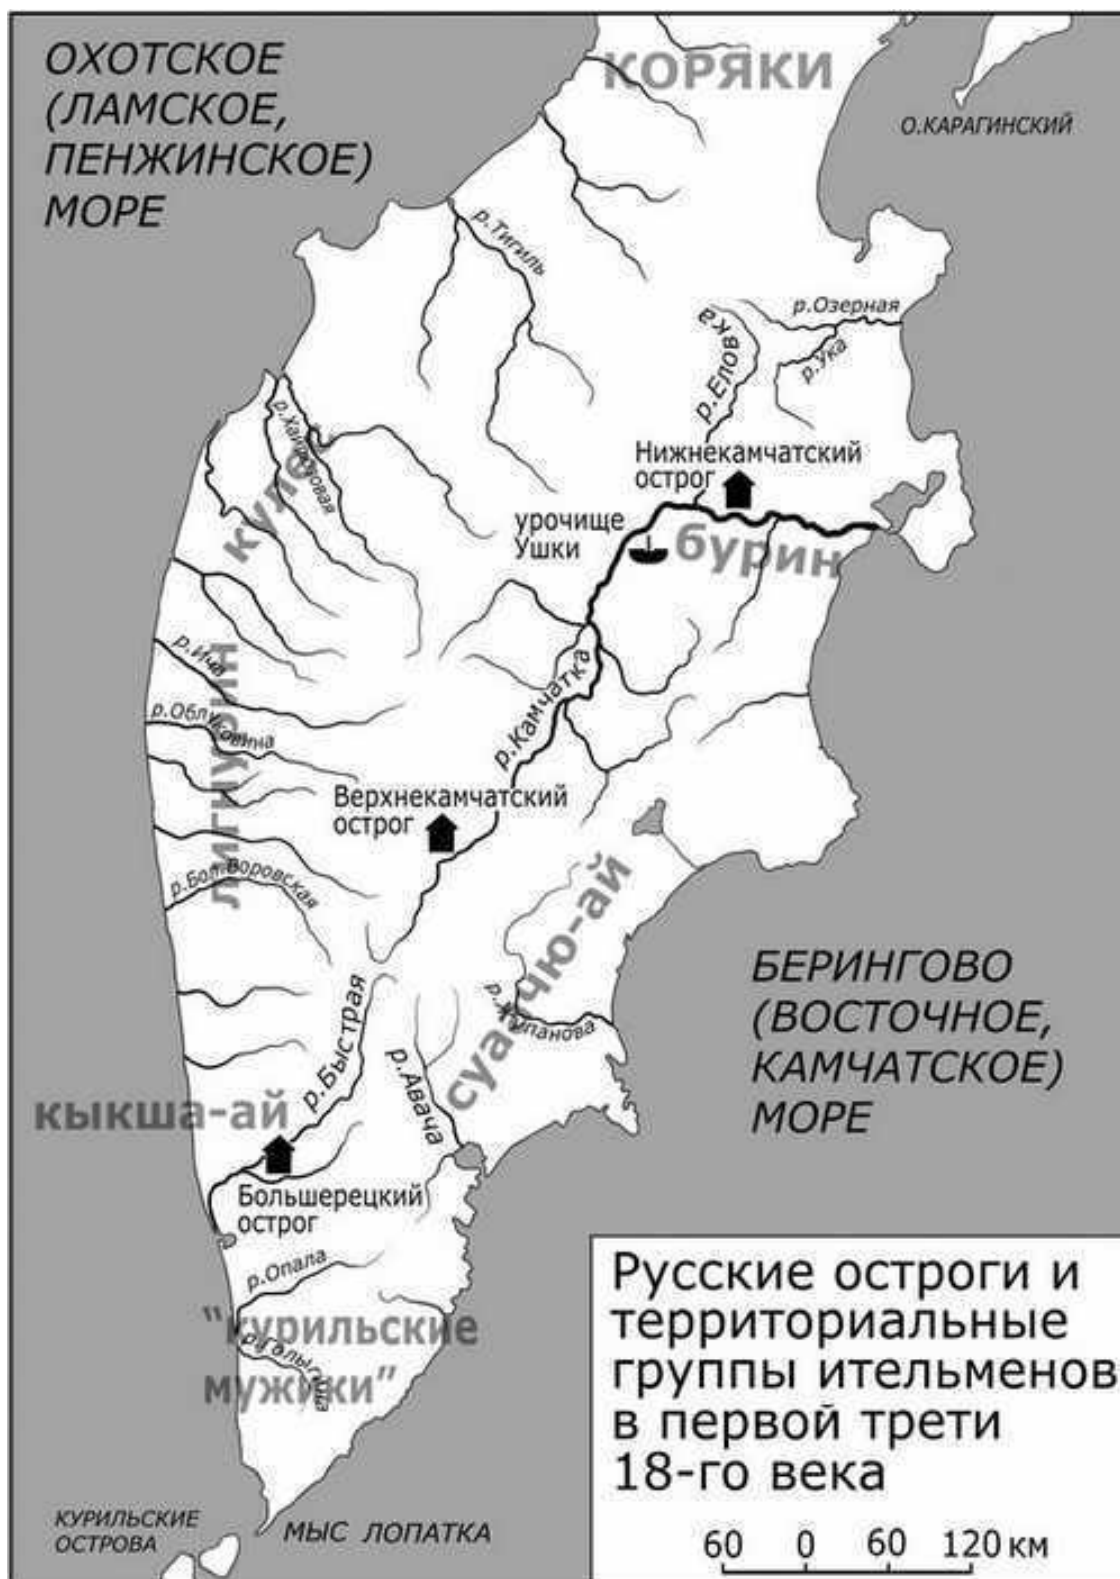 ОХОТСКОЕ
(ЛАМСКОЕ,
ПЕНЖИНСКОЕ)
МОРЕ
КОРЯКИ
О.КАРАГИНСКИЙ
р.Тигиль
р.Озерная
р.Ука
р.Еловка
р.Хайрюзовая
Нижнекамчатский
острог
урочище
Ушки
бурин
р.Ича
р.Облуковина
лигнурин
р.Камчатка
Верхнекамчатский
острог
р.Бол.Воровская
суаачю-ай
р.Жупанова
БЕРИНГОВО
(ВОСТОЧНОЕ,
КАМЧАТСКОЕ)
МОРЕ
р.Быстрая
р.Авача
кыкша-ай
Большерецкий
острог
р.Опала
"курильские
мужики"
р.Голыгина
КУРИЛЬСКИЕ
ОСТРОВА
МЫС ЛОПАТКА
Русские остроги и
территориальные
группы ительменов
в первой трети
18-го века
60 0 60 120 км